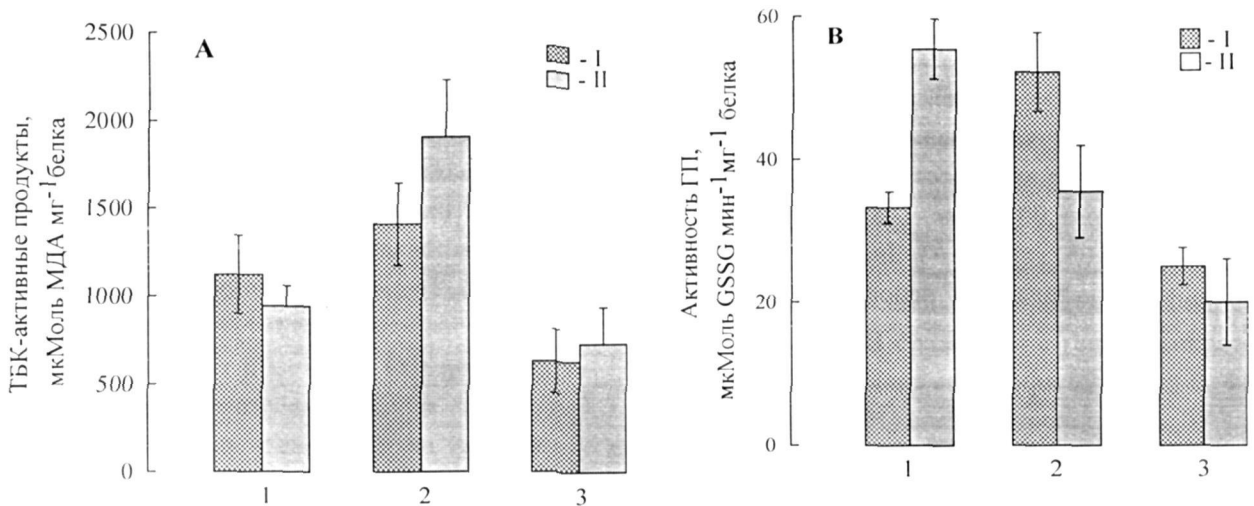 A
2500
2000
1500
1000
500
0
ТБК-активные продукты,
мкМоль МДА мг⁻¹белка
- I
- II
1 2 3
B
60
40
20
0
Активность ГП,
мкМоль GSSG мин⁻¹мг⁻¹ белка
- I
- II
1 2 3